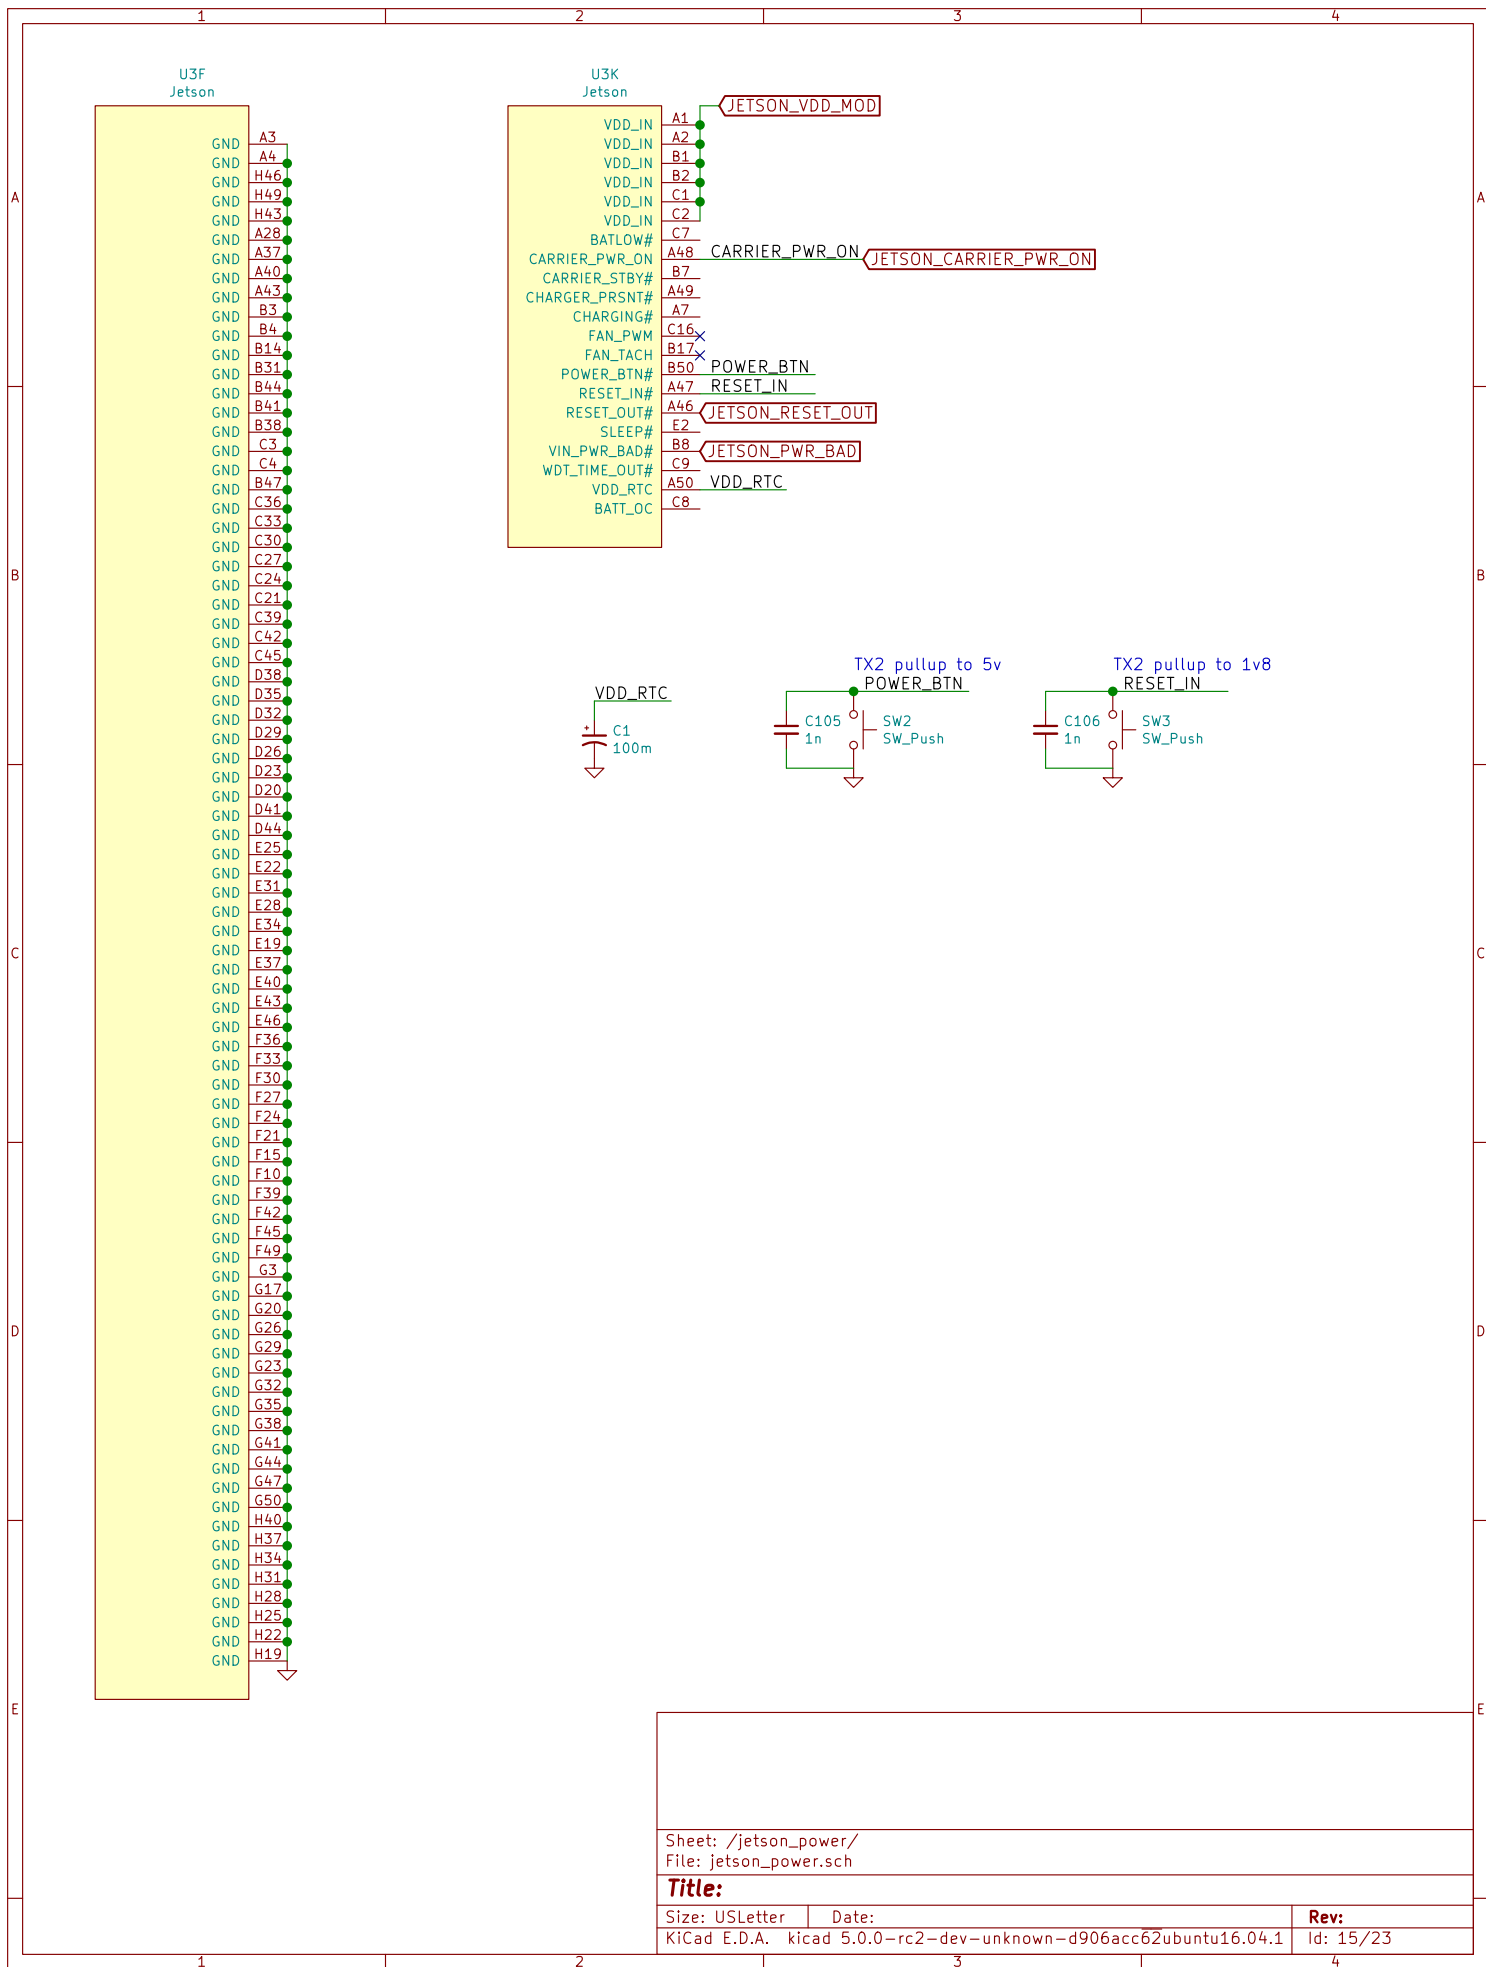 1 2 3 4
U3F
Jetson
GND A3
GND A4
GND H46
GND H49
GND H43
GND A28
GND A37
GND A40
GND A43
GND B3
GND B4
GND B14
GND B31
GND B44
GND B41
GND B38
GND C3
GND C4
GND B47
GND C36
GND C33
GND C30
GND C27
GND C24
GND C21
GND C39
GND C42
GND C45
GND D38
GND D35
GND D32
GND D29
GND D26
GND D23
GND D20
GND D41
GND D44
GND E25
GND E22
GND E31
GND E28
GND E34
GND E19
GND E37
GND E40
GND E43
GND E46
GND F36
GND F33
GND F30
GND F27
GND F24
GND F21
GND F15
GND F10
GND F39
GND F42
GND F45
GND F49
GND G3
GND G17
GND G20
GND G26
GND G29
GND G23
GND G32
GND G35
GND G38
GND G41
GND G44
GND G47
GND G50
GND H40
GND H37
GND H34
GND H31
GND H28
GND H25
GND H22
GND H19
U3K
Jetson
JETSON_VDD_MOD
VDD_IN A1
VDD_IN A2
VDD_IN B1
VDD_IN B2
VDD_IN C1
VDD_IN C2
BATLOW# C7
CARRIER_PWR_ON A48 CARRIER_PWR_ON JETSON_CARRIER_PWR_ON
CARRIER_STBY# B7
CHARGER_PRSNT# A49
CHARGING# A7
FAN_PWM C16
FAN_TACH B17
POWER_BTN# B50 POWER_BTN
RESET_IN# A47 RESET_IN
RESET_OUT# A46 JETSON_RESET_OUT
SLEEP# E2
VIN_PWR_BAD# B8 JETSON_PWR_BAD
WDT_TIME_OUT# C9
VDD_RTC A50 VDD_RTC
BATT_OC C8
VDD_RTC
C1
100m
TX2 pullup to 5v
POWER_BTN
C105
1n
SW2
SW_Push
TX2 pullup to 1v8
RESET_IN
C106
1n
SW3
SW_Push
A A
B B
C C
D D
E E
Sheet: /jetson_power/
File: jetson_power.sch
Title:
Size: USLetter Date: Rev:
KiCad E.D.A. kicad 5.0.0-rc2-dev-unknown-d906acc62ubuntu16.04.1 Id: 15/23
1 2 3 4